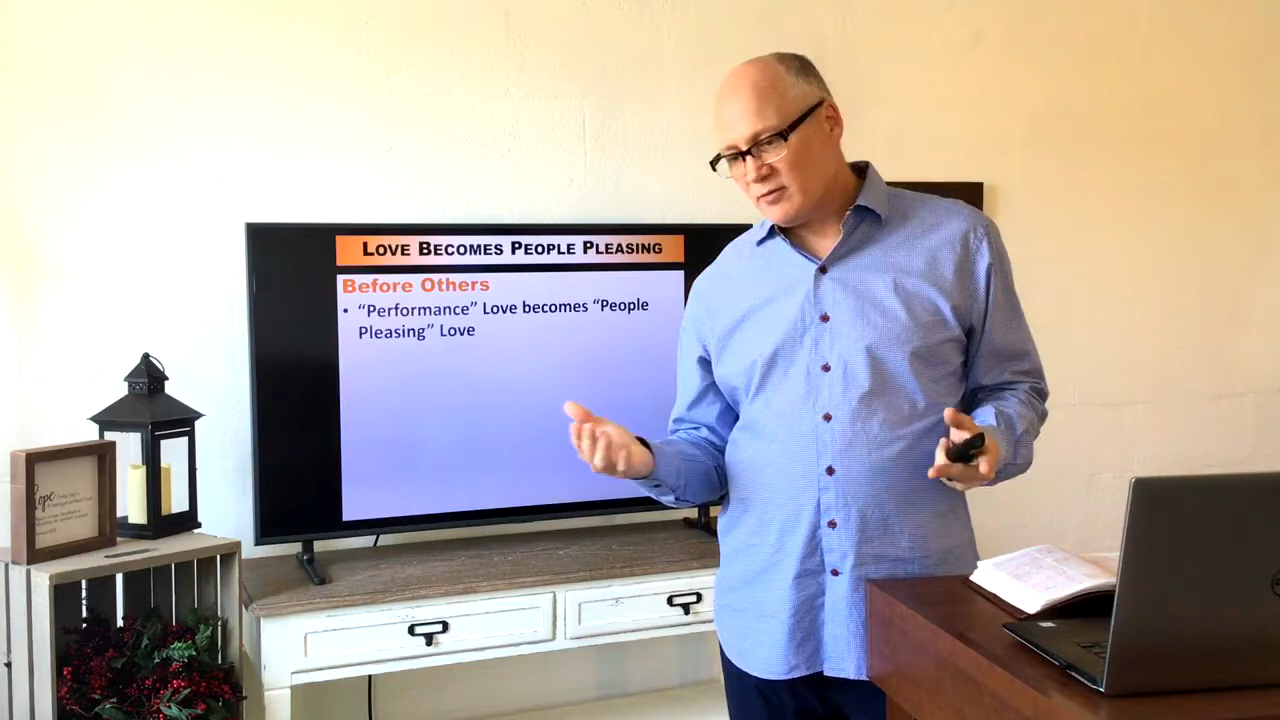 LOVE BECOMES PEOPLE PLEASING
Before Others
• “Performance” Love becomes “People
Pleasing” Love